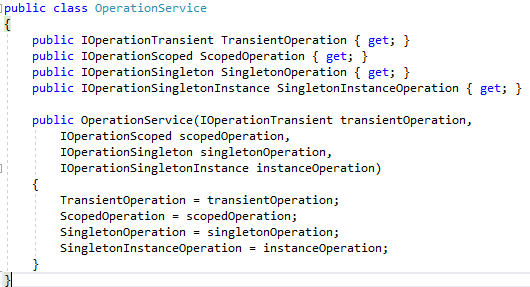 public class OperationService
{
public IOperationTransient TransientOperation { get; }
public IOperationScoped ScopedOperation { get; }
public IOperationSingleton SingletonOperation { get; }
public IOperationSingletonInstance SingletonInstanceOperation { get; }
public OperationService(IOperationTransient transientOperation,
IOperationScoped scopedOperation,
IOperationSingleton singletonOperation,
IOperationSingletonInstance instanceOperation)
{
TransientOperation = transientOperation;
ScopedOperation = scopedOperation;
SingletonOperation = singletonOperation;
SingletonInstanceOperation = instanceOperation;
}
}